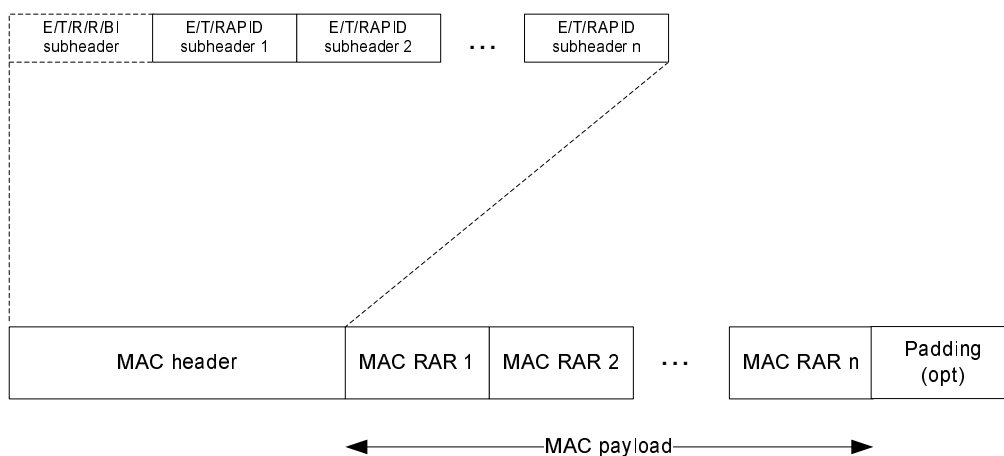 E/T/R/R/BI
subheader
E/T/RAPID
subheader 1
E/T/RAPID
subheader 2
...
E/T/RAPID
subheader n
MAC header
MAC RAR 1
MAC RAR 2
...
MAC RAR n
Padding
(opt)
MAC payload